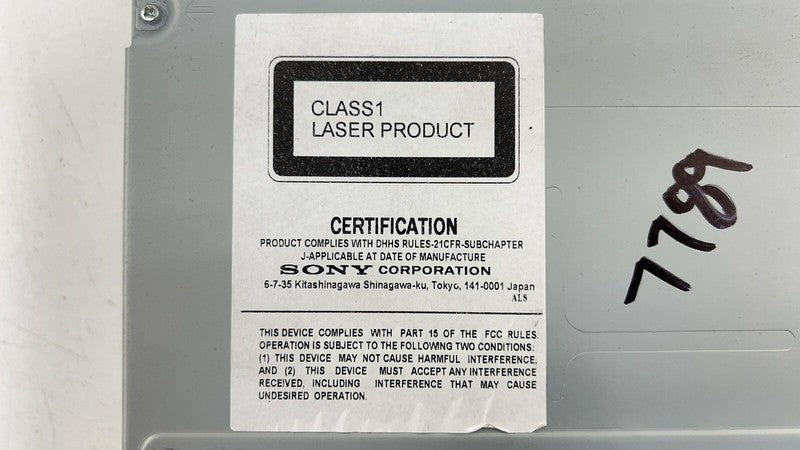 CLASS1
LASER PRODUCT
CERTIFICATION
PRODUCT COMPLIES WITH DHHS RULES-21CFR-SUBCHAPTER
J-APPLICABLE AT DATE OF MANUFACTURE
SONY CORPORATION
6-7-35 Kitashinagawa Shinagawa-ku, Tokyo, 141-0001 Japan
ALS
THIS DEVICE COMPLIES WITH PART 15 OF THE FCC RULES.
OPERATION IS SUBJECT TO THE FOLLOWING TWO CONDITIONS:
(1) THIS DEVICE MAY NOT CAUSE HARMFUL INTERFERENCE,
AND (2) THIS DEVICE MUST ACCEPT ANY INTERFERENCE
RECEIVED, INCLUDING INTERFERENCE THAT MAY CAUSE
UNDESIRED OPERATION.
7789